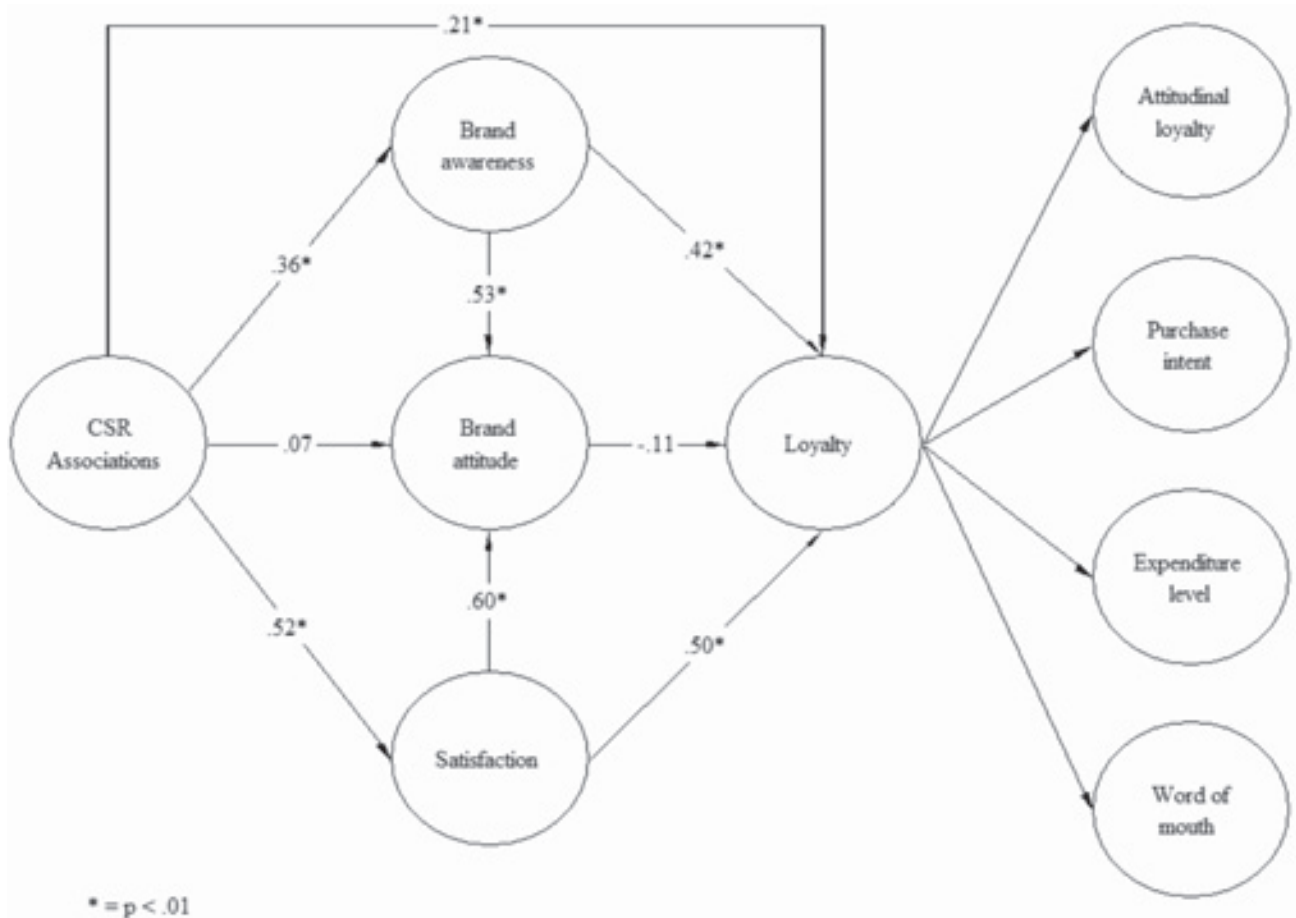 .21*
Brand
awareness
Attitudinal
loyalty
.36*
.42*
.53*
Purchase
intent
CSR
Associations
.07
Brand
attitude
-.11
Loyalty
Expenditure
level
.60*
.52*
.50*
Satisfaction
Word of
mouth
* = p < .01